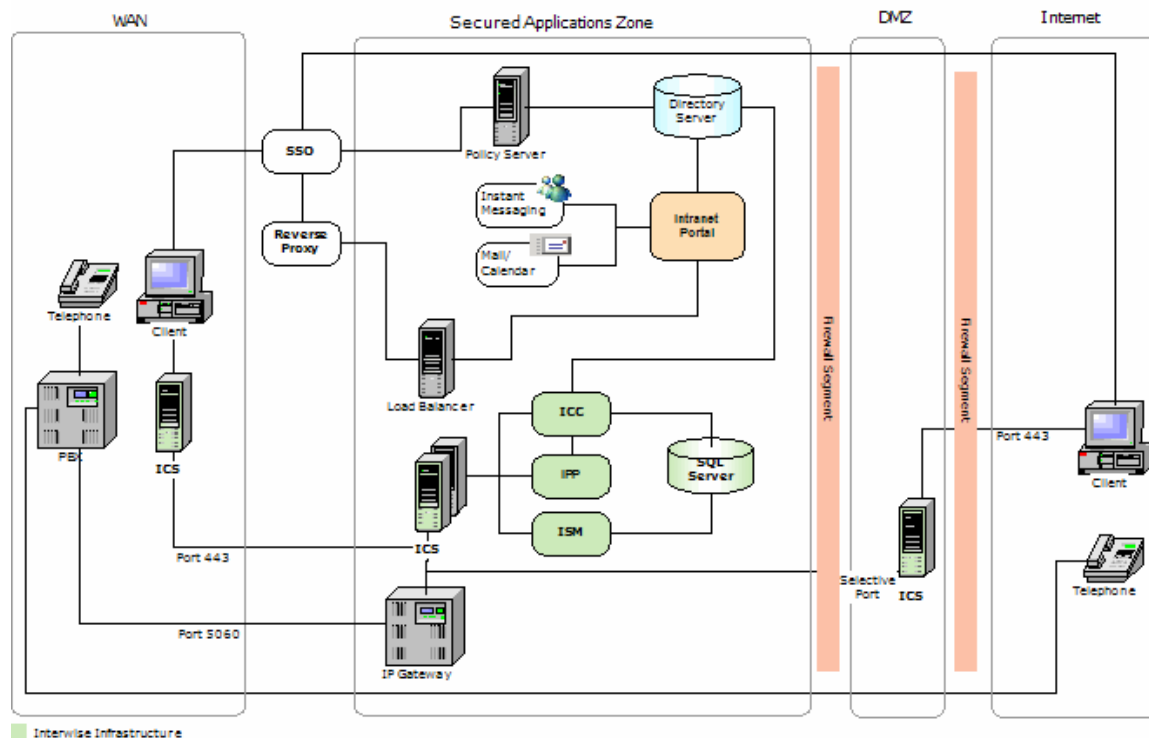 WAN
Secured Applications Zone
DMZ
Internet
Directory
Server
SSO
Policy Server
Instant
Messaging
Intranet
Portal
Reverse
Proxy
Mail/
Calendar
Telephone
Client
Firewall Segment
Firewall Segment
Load Balancer
ICC
PBX
ICS
Port 443
SQL
Server
IPP
Client
ISM
ICS
Port 443
Selective
Port
ICS
Telephone
Port 5060
IP Gateway
Interwise Infrastructure